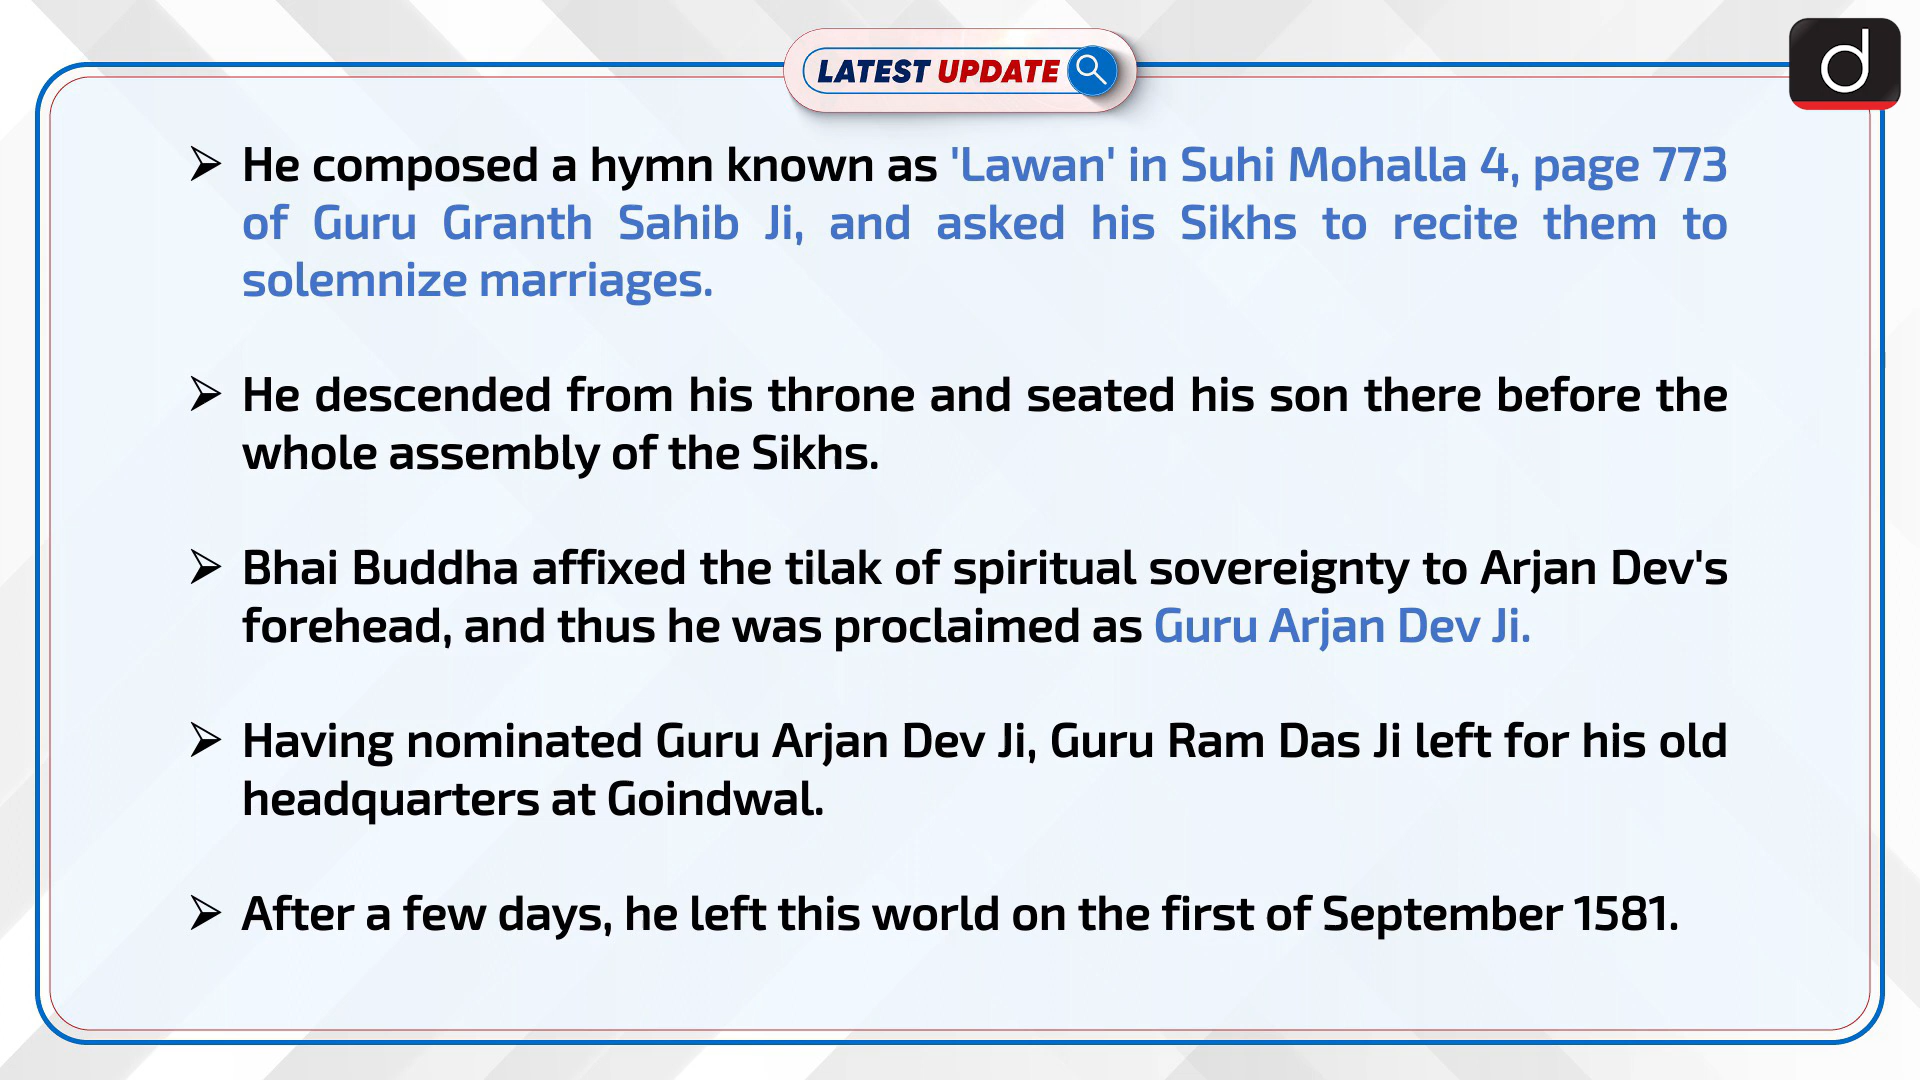 LATEST UPDATE
d
➢ He composed a hymn known as 'Lawan' in Suhi Mohalla 4, page 773
of Guru Granth Sahib Ji, and asked his Sikhs to recite them to
solemnize marriages.
➢ He descended from his throne and seated his son there before the
whole assembly of the Sikhs.
➢ Bhai Buddha affixed the tilak of spiritual sovereignty to Arjan Dev's
forehead, and thus he was proclaimed as Guru Arjan Dev Ji.
➢ Having nominated Guru Arjan Dev Ji, Guru Ram Das Ji left for his old
headquarters at Goindwal.
➢ After a few days, he left this world on the first of September 1581.